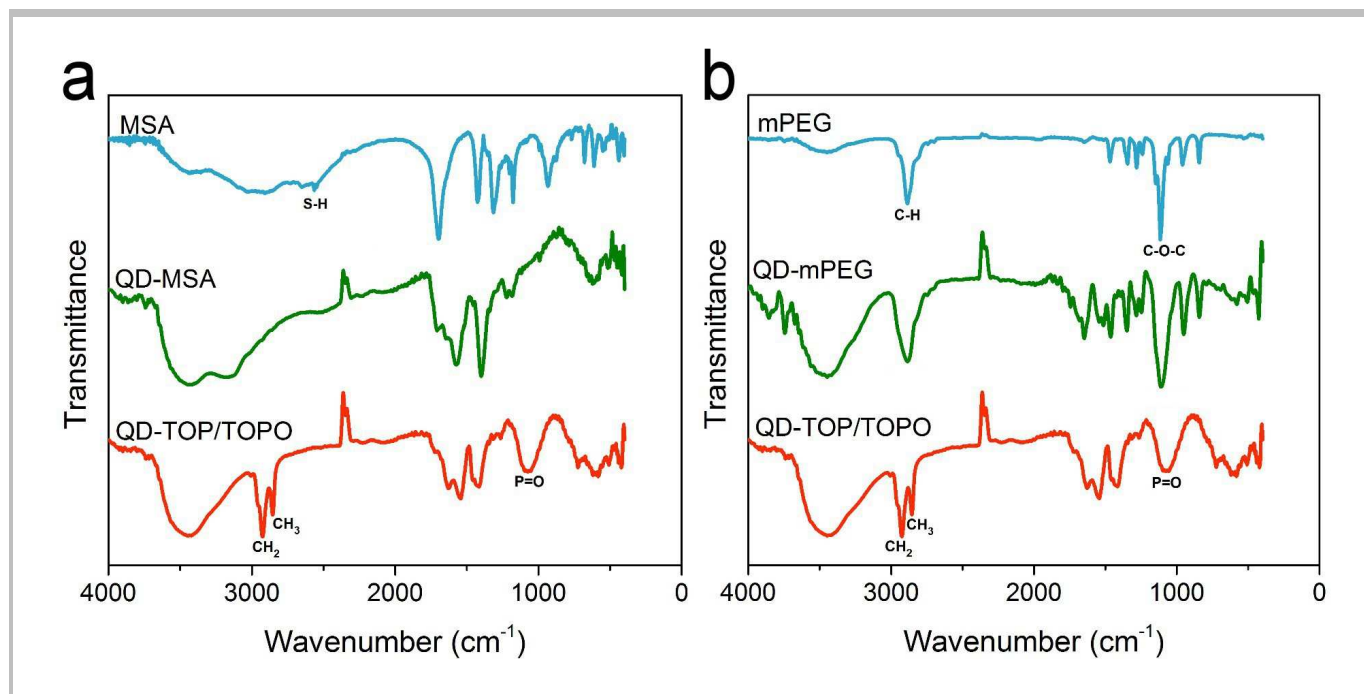 a
MSA
S-H
QD-MSA
QD-TOP/TOPO
P=O
CH₃
CH₂
Transmittance
4000 3000 2000 1000 0
Wavenumber (cm⁻¹)
b
mPEG
C-H
C-O-C
QD-mPEG
QD-TOP/TOPO
P=O
CH₃
CH₂
Transmittance
4000 3000 2000 1000 0
Wavenumber (cm⁻¹)